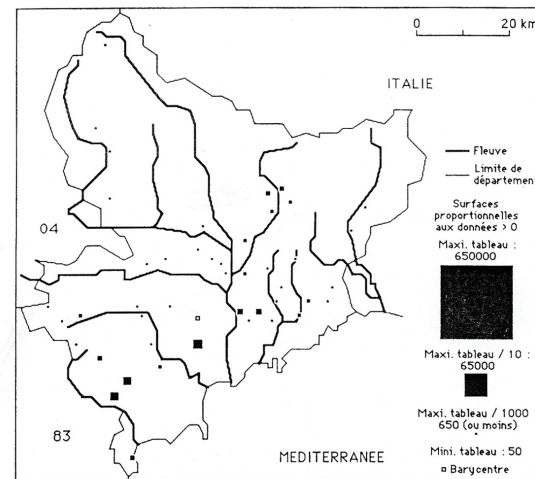 0 20 km
ITALIE
Fleuve
Limite de
départemen
Surfaces
proportionnelles
aux données > 0
Maxi. tableau :
650000
Maxi. tableau / 10 :
65000
Maxi. tableau / 1000
650 (ou moins)
Mini. tableau : 50
Barycentre
04
83
MEDITERRANEE